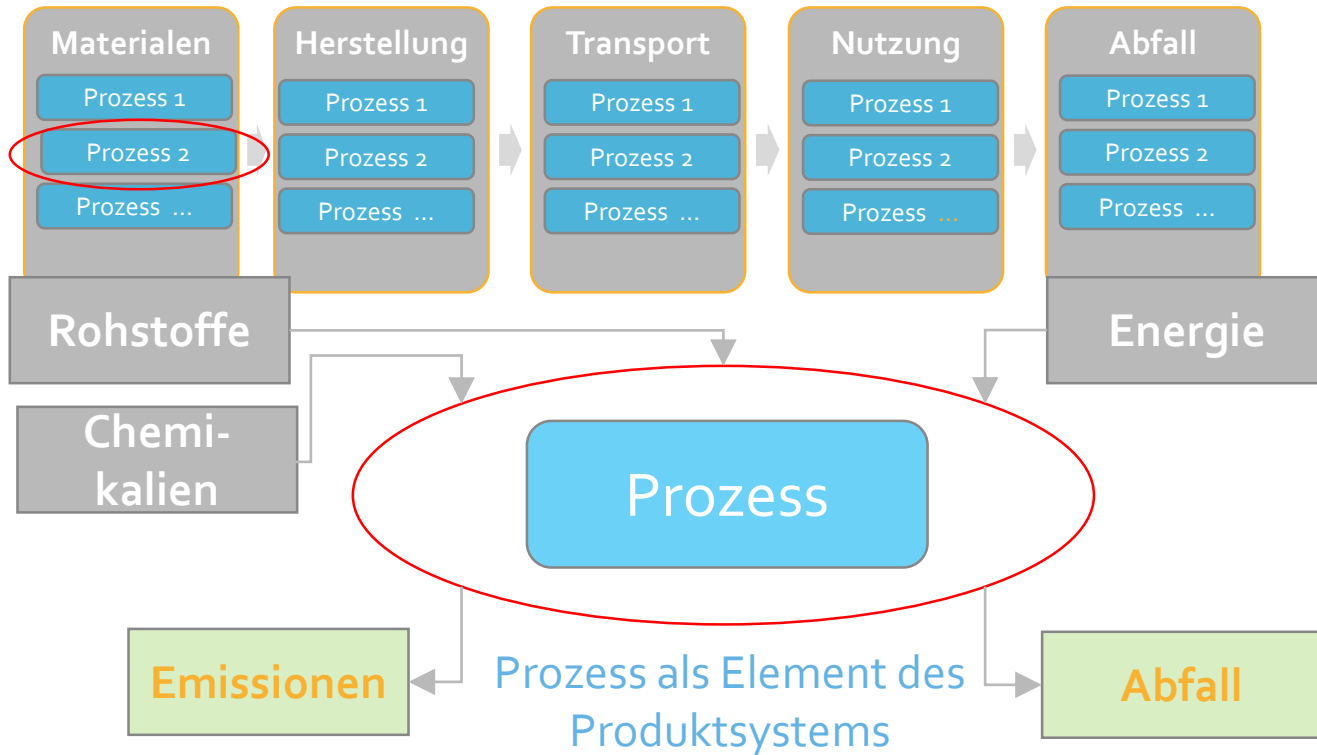 Materialen
Prozess 1
Prozess 2
Prozess ...
Herstellung
Prozess 1
Prozess 2
Prozess ...
Transport
Prozess 1
Prozess 2
Prozess ...
Nutzung
Prozess 1
Prozess 2
Prozess ...
Abfall
Prozess 1
Prozess 2
Prozess ...
Rohstoffe
Energie
Chemi-
kalien
Prozess
Emissionen
Prozess als Element des
Produktsystems
Abfall